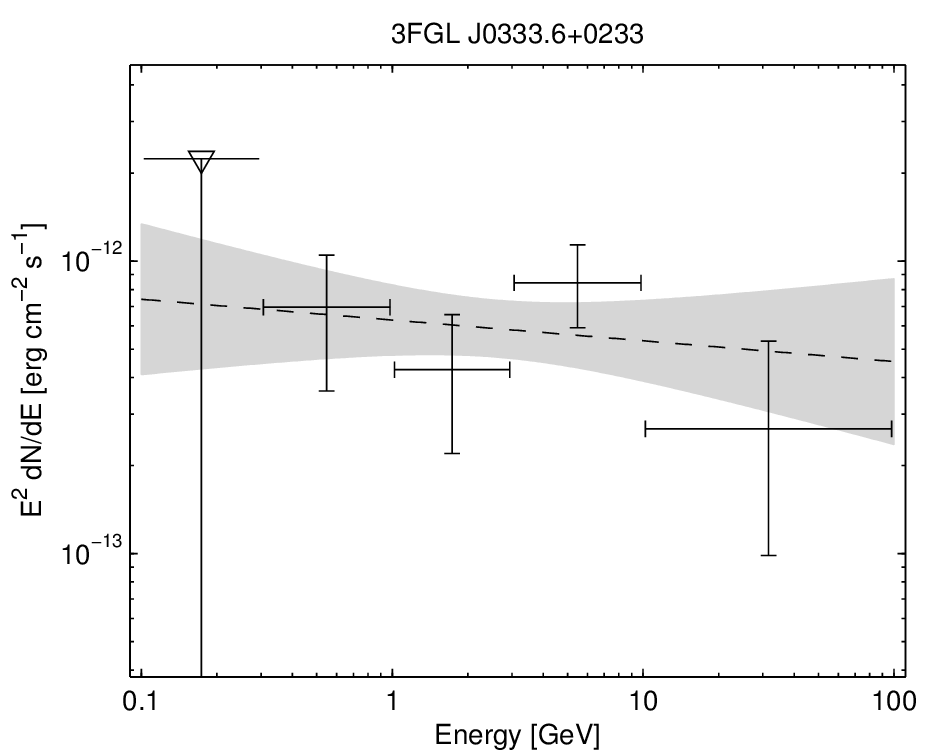 3FGL J0333.6+0233
E² dN/dE [erg cm⁻² s⁻¹]
10⁻¹²
10⁻¹³
0.1 1 10 100
Energy [GeV]